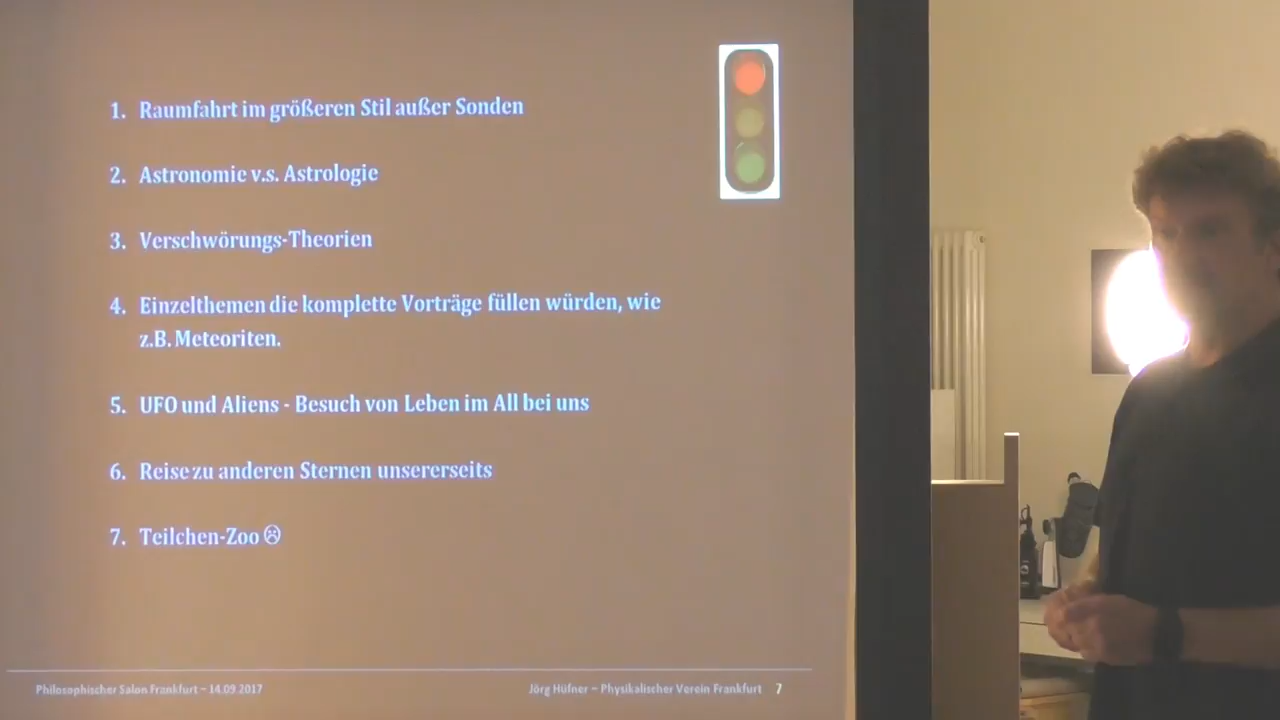 1. Raumfahrt im größeren Stil außer Sonden
2. Astronomie v.s. Astrologie
3. Verschwörungs-Theorien
4. Einzelthemen die komplette Vorträge füllen würden, wie
z.B. Meteoriten.
5. UFO und Aliens - Besuch von Leben im All bei uns
6. Reise zu anderen Sternen unsererseits
7. Teilchen-Zoo ☹
Philosophischer Salon Frankfurt – 14.09.2017
Jörg Hüfner – Physikalischer Verein Frankfurt 7